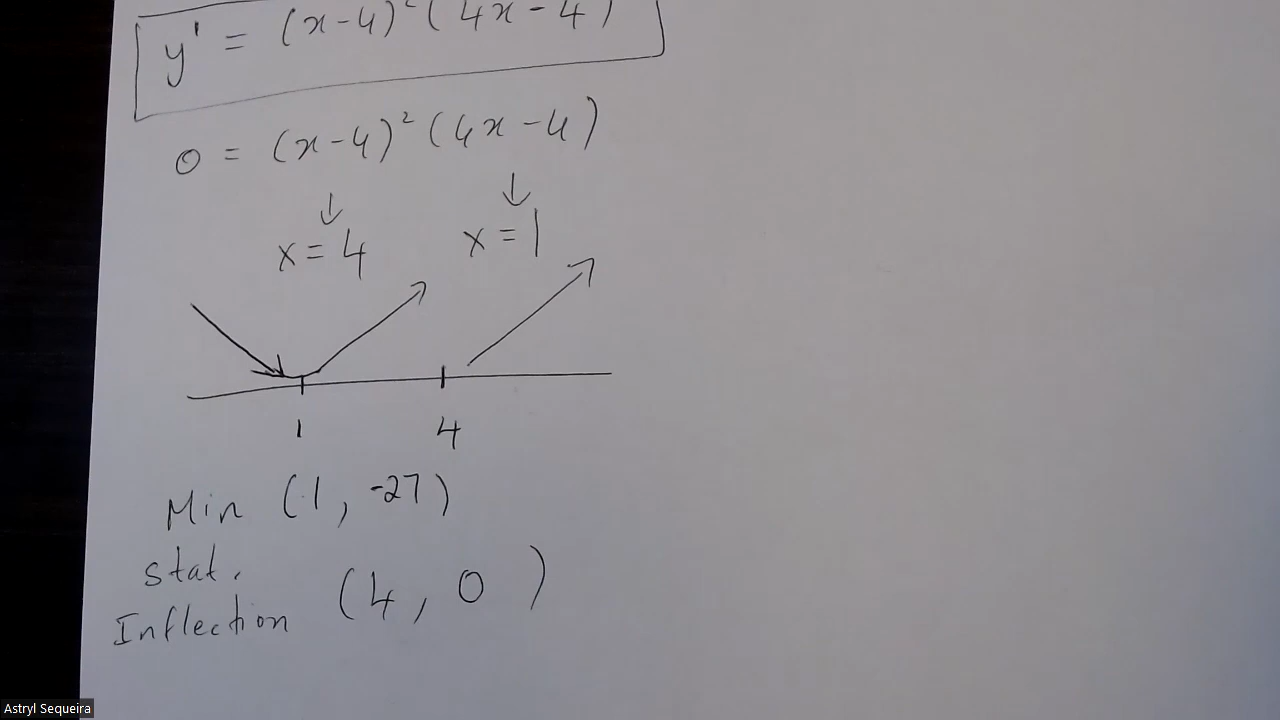 y' = (x-4)²(4x-4)
0 = (x-4)²(4x-4)
↓ ↓
x = 4 x = 1
1 4
Min (1, -27)
stat.
Inflection (4, 0)
Astryl Sequeira